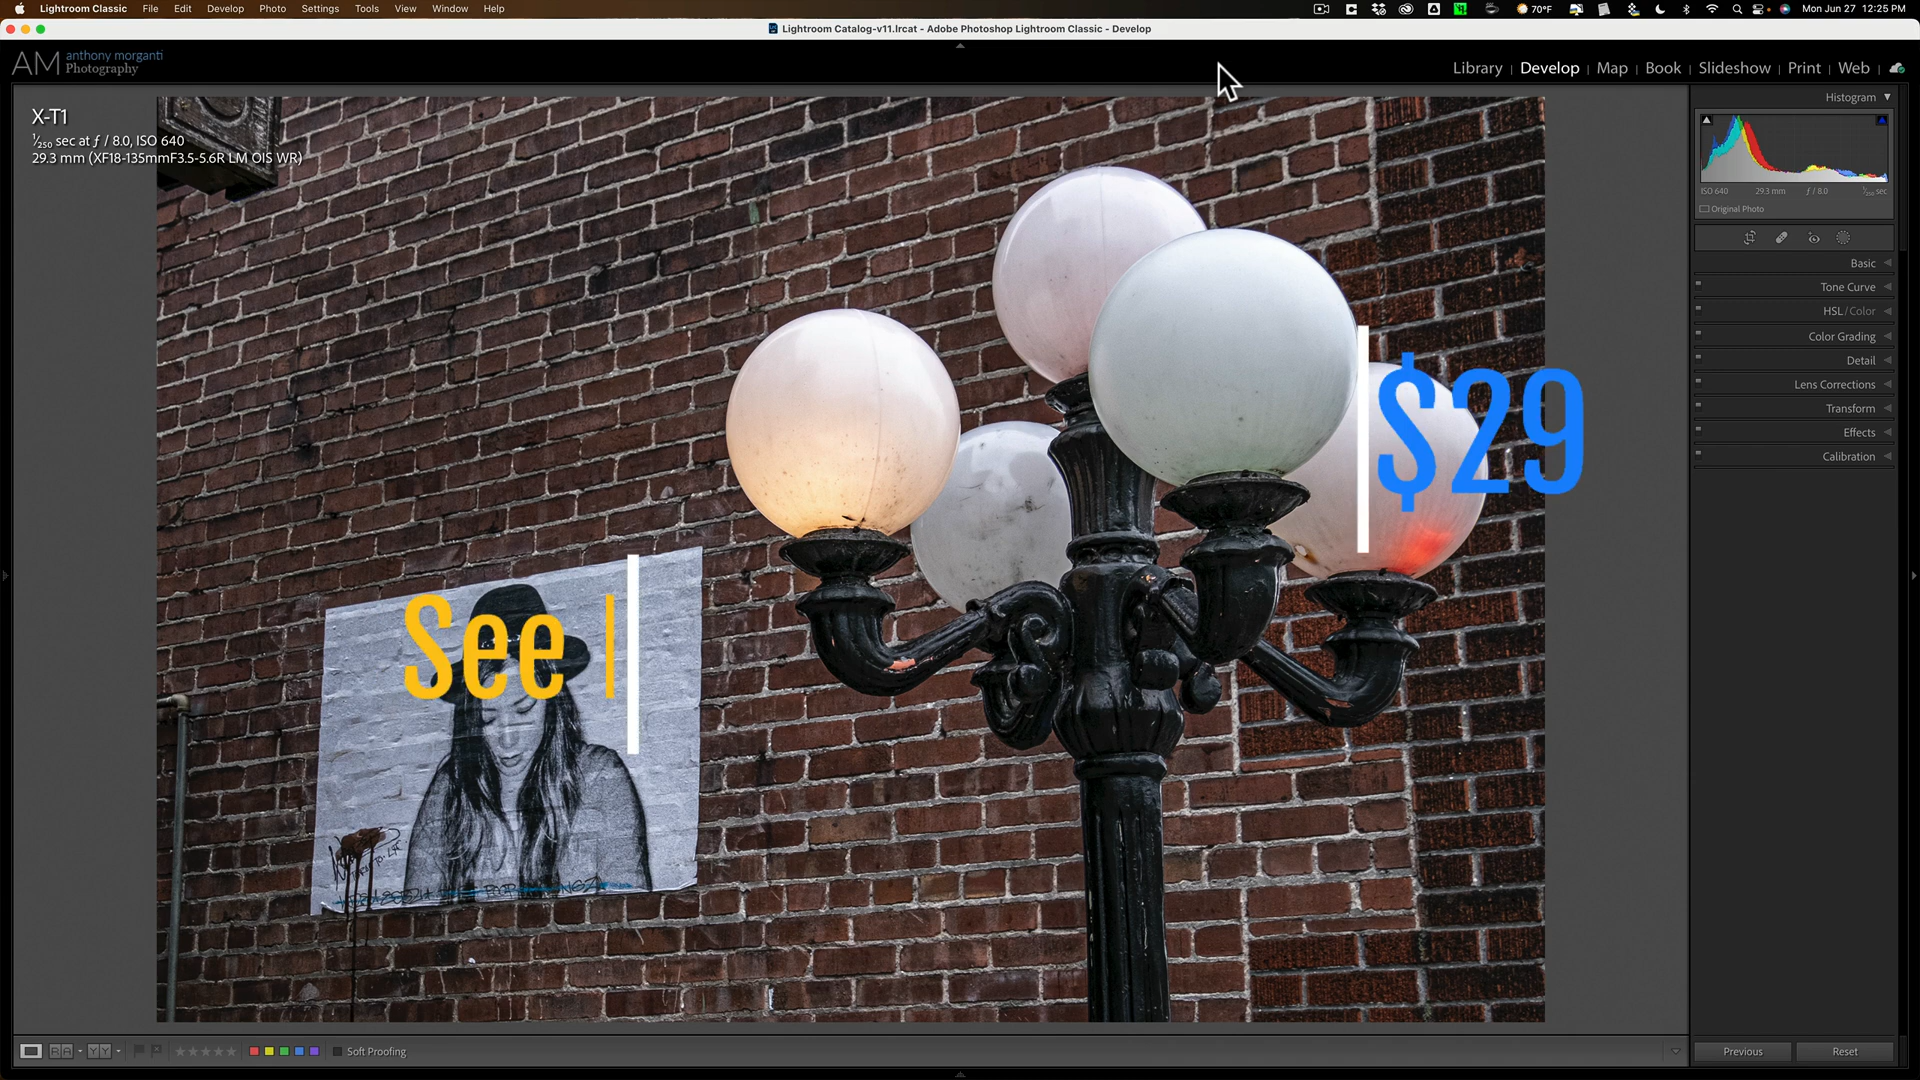 Lightroom Classic File Edit Develop Photo Settings Tools View Window Help 70°F Mon Jun 27 12:25 PM
Lightroom Catalog-v11.lrcat - Adobe Photoshop Lightroom Classic - Develop
AM anthony morganti
Photography
Library | Develop | Map | Book | Slideshow | Print | Web
Histogram
X-T1
1/250 sec at ƒ / 8.0, ISO 640
29.3 mm (XF18-135mmF3.5-5.6R LM OIS WR)
ISO 640 29.3 mm ƒ / 8.0 1/250 sec
Original Photo
Basic
Tone Curve
HSL / Color
Color Grading
Detail
Lens Corrections
Transform
Effects
Calibration
$29
See
Soft Proofing
Previous Reset